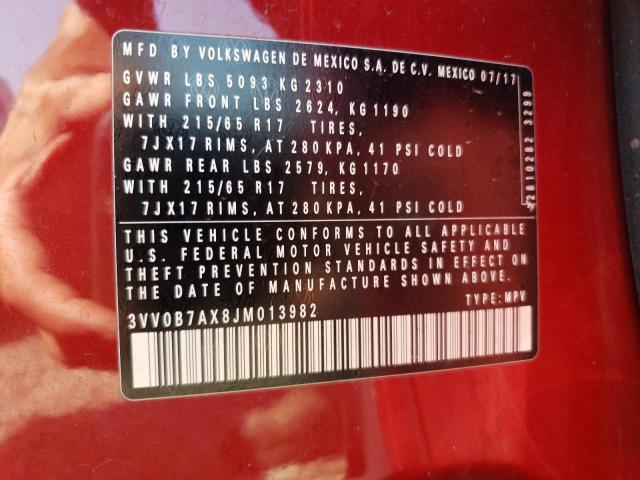 MFD BY VOLKSWAGEN DE MEXICO S.A. DE C.V. MEXICO 07/17
GVWR LBS 5093 KG 2310
GAWR FRONT LBS 2624, KG 1190
WITH 215/65 R17 TIRES,
7JX17 RIMS, AT 280 KPA, 41 PSI COLD
GAWR REAR LBS 2579, KG 1170
WITH 215/65 R17 TIRES,
7JX17 RIMS, AT 280 KPA, 41 PSI COLD
THIS VEHICLE CONFORMS TO ALL APPLICABLE
U.S. FEDERAL MOTOR VEHICLE SAFETY AND
THEFT PREVENTION STANDARDS IN EFFECT ON
THE DATE OF MANUFACTURE SHOWN ABOVE.
3VV0B7AX8JM013982 TYPE: MPV
*2810282 3299